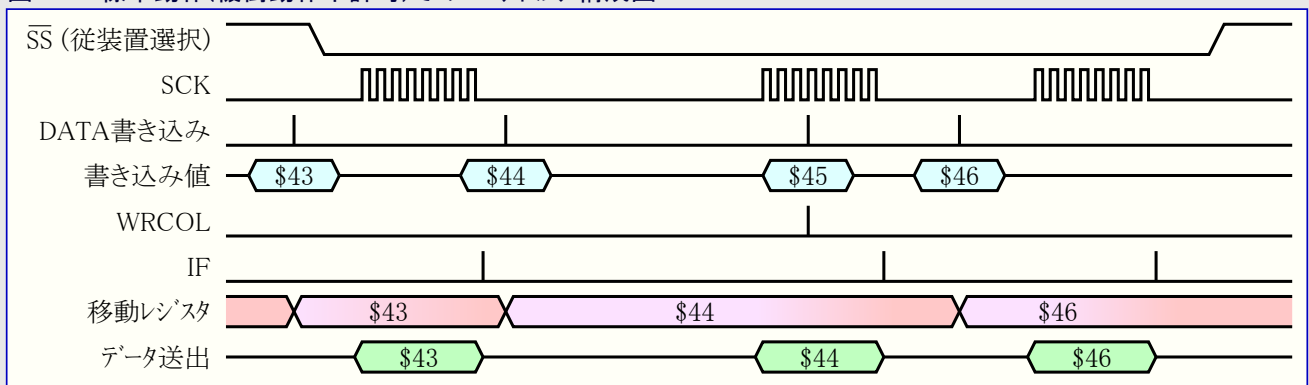 SS (従装置選択)
SCK
DATA書き込み
書き込み値 $43 $44 $45 $46
WRCOL
IF
移動ﾚｼﾞｽﾀ $43 $44 $46
ﾃﾞｰﾀ送出 $43 $44 $46